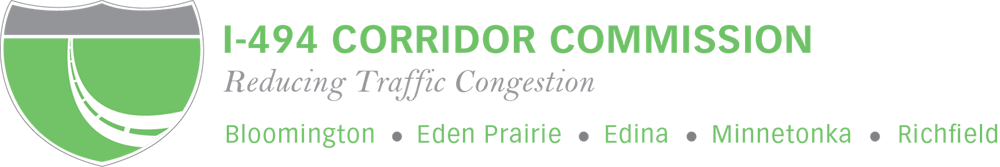 I-494 CORRIDOR COMMISSION
Reducing Traffic Congestion
Bloomington • Eden Prairie • Edina • Minnetonka • Richfield